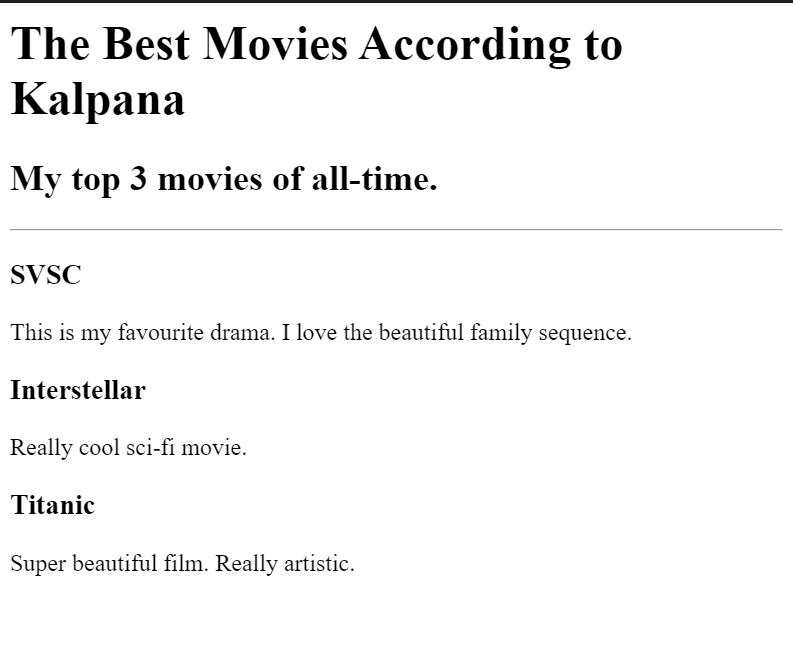 The Best Movies According to
Kalpana
My top 3 movies of all-time.
SVSC
This is my favourite drama. I love the beautiful family sequence.
Interstellar
Really cool sci-fi movie.
Titanic
Super beautiful film. Really artistic.